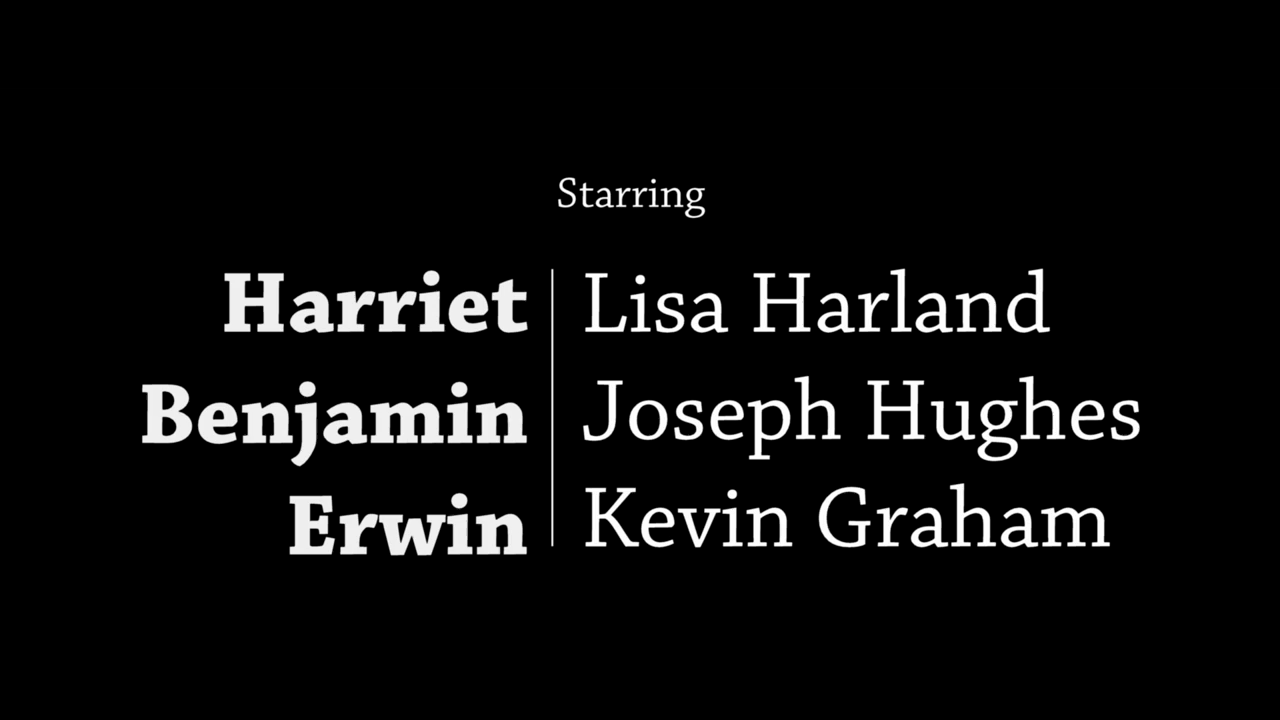 Starring
Harriet Lisa Harland
Benjamin Joseph Hughes
Erwin Kevin Graham